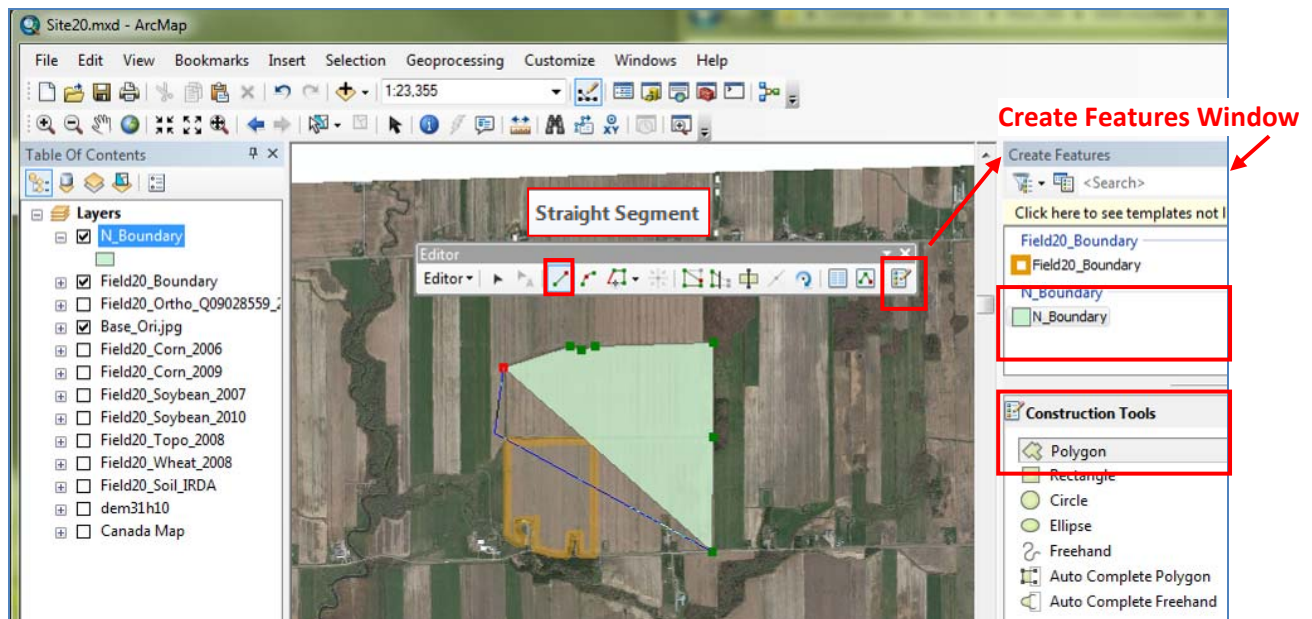 Site20.mxd - ArcMap
File Edit View Bookmarks Insert Selection Geoprocessing Customize Windows Help
1:23,355
Create Features Window
Table Of Contents
Create Features
<Search>
Click here to see templates not l
Layers
N_Boundary
Field20_Boundary
Field20_Ortho_Q09028559_2
Base_Ori.jpg
Field20_Corn_2006
Field20_Corn_2009
Field20_Soybean_2007
Field20_Soybean_2010
Field20_Topo_2008
Field20_Wheat_2008
Field20_Soil_IRDA
dem31h10
Canada Map
Straight Segment
Editor
Editor
Field20_Boundary
Field20_Boundary
N_Boundary
N_Boundary
Construction Tools
Polygon
Rectangle
Circle
Ellipse
Freehand
Auto Complete Polygon
Auto Complete Freehand